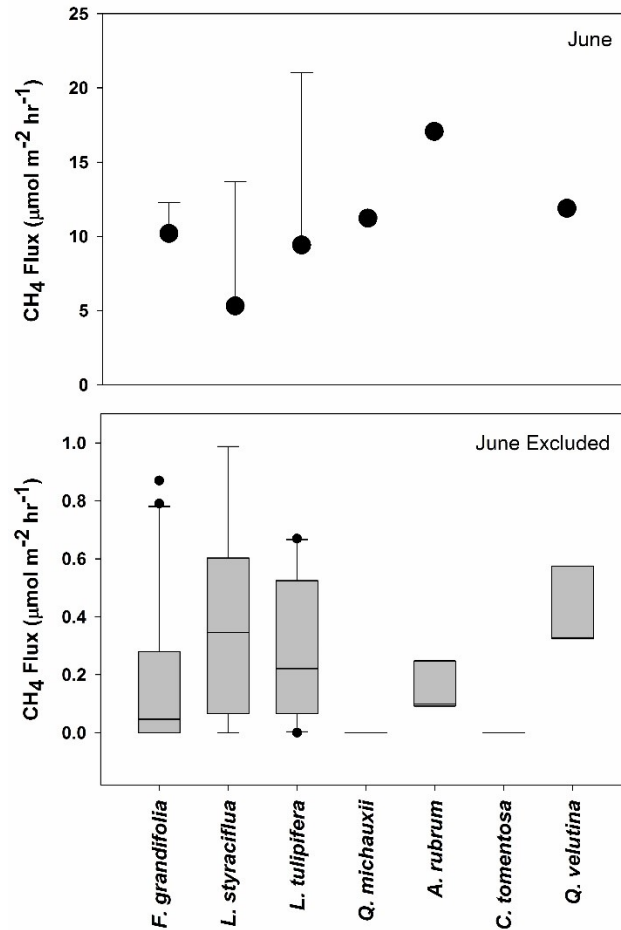 June
25
20
15
10
5
0
CH₄ Flux (µmol m⁻² hr⁻¹)
June Excluded
1.0
0.8
0.6
0.4
0.2
0.0
CH₄ Flux (µmol m⁻² hr⁻¹)
F. grandifolia
L. styraciflua
L. tulipifera
Q. michauxii
A. rubrum
C. tomentosa
Q. velutina